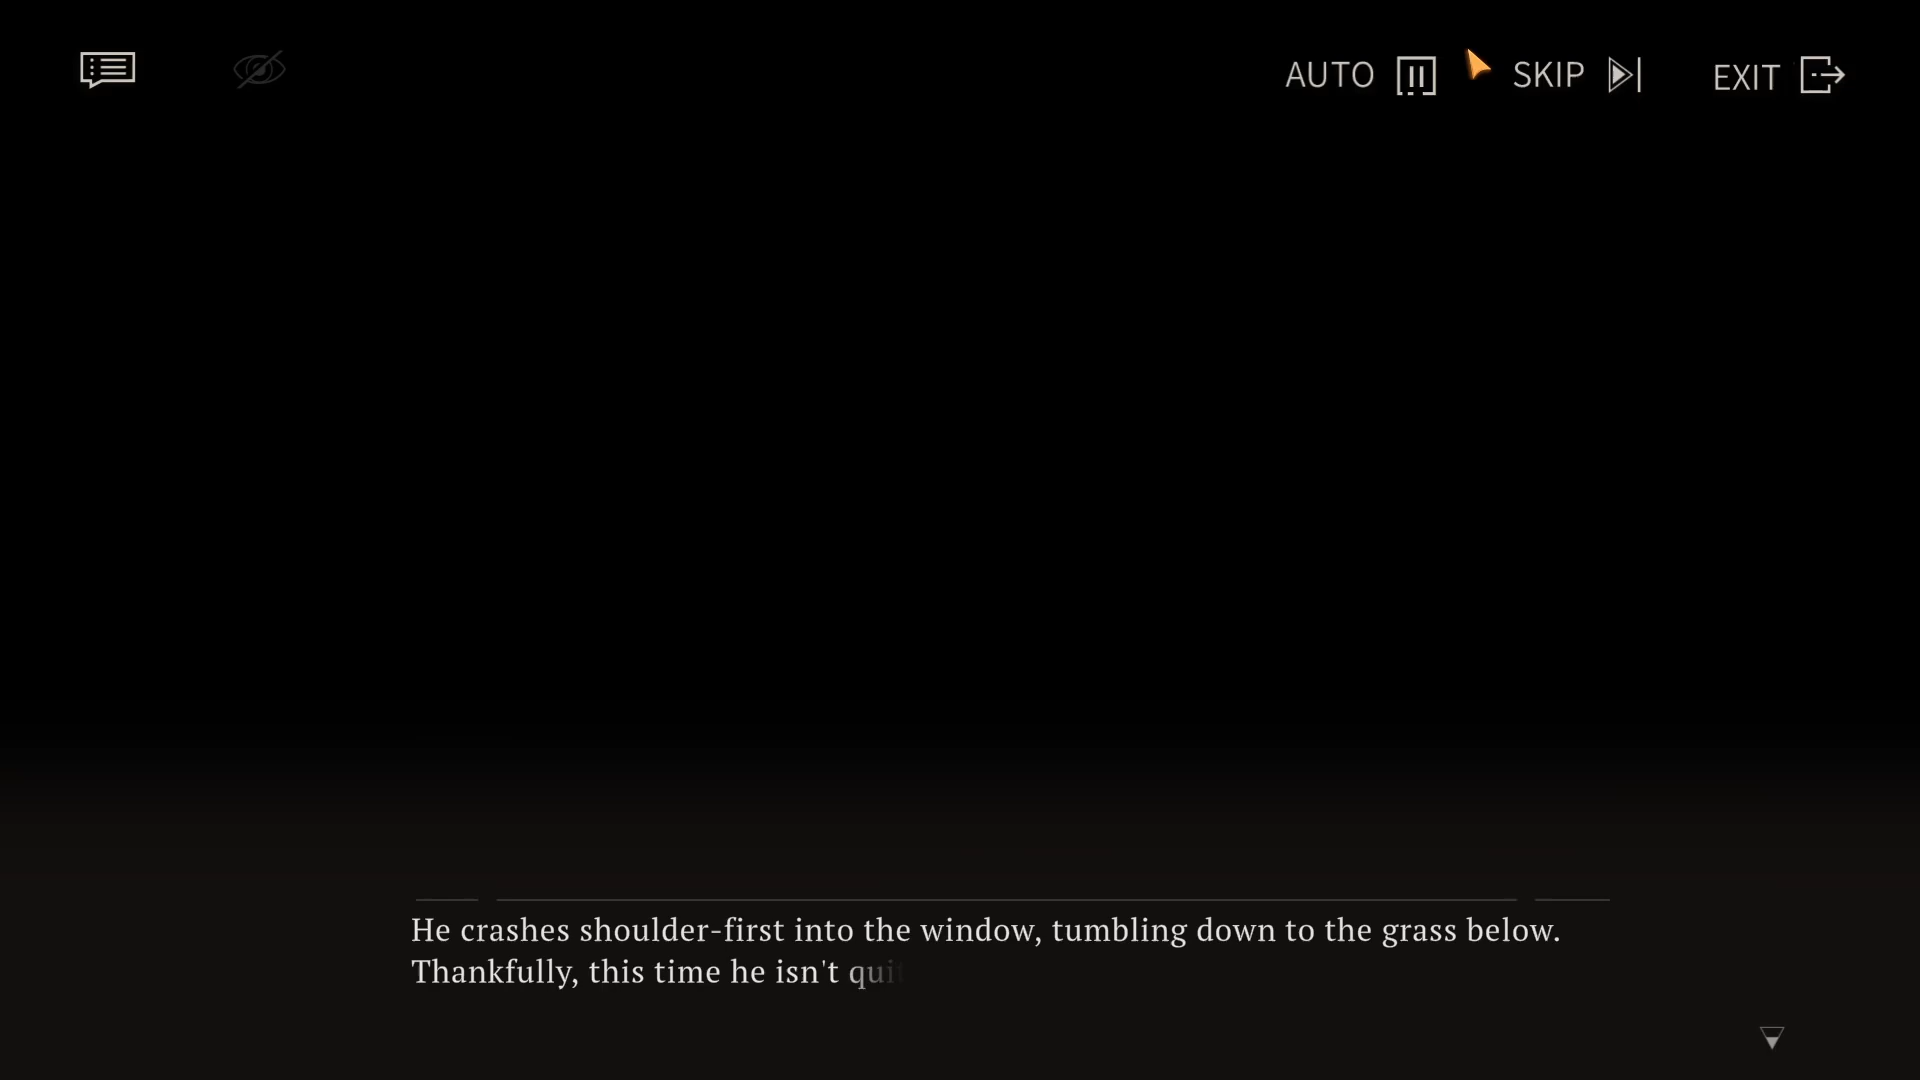 AUTO
SKIP
EXIT
He crashes shoulder-first into the window, tumbling down to the grass below.
Thankfully, this time he isn't qui